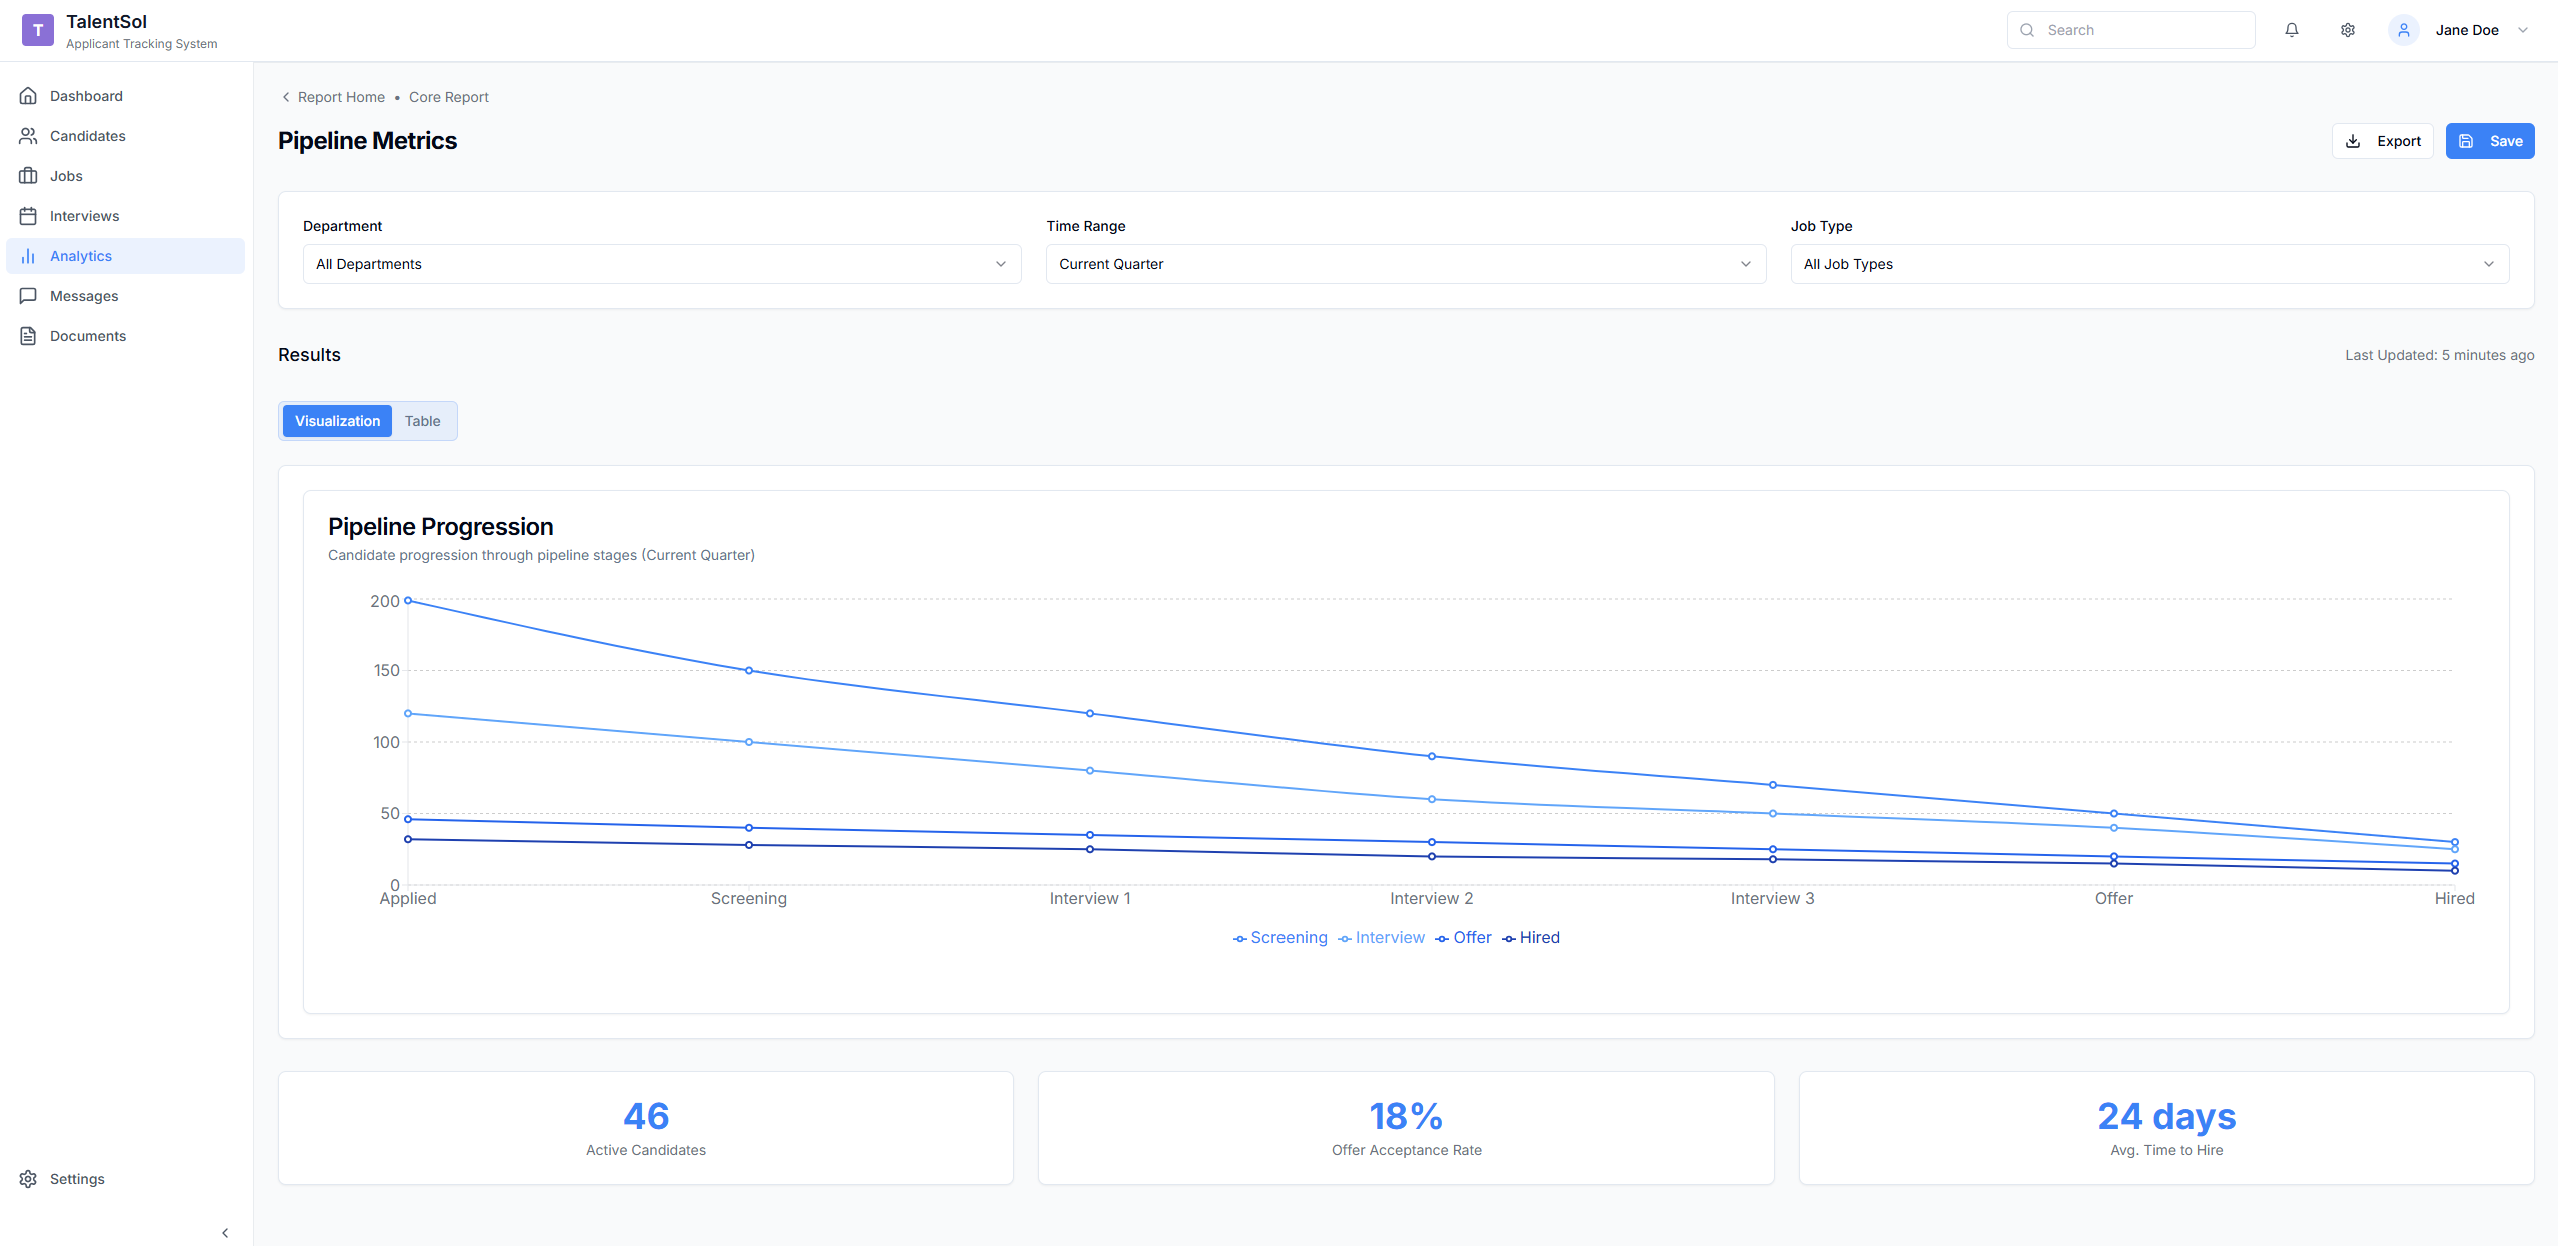 T
TalentSol
Applicant Tracking System
Search
Jane Doe
Dashboard
Candidates
Jobs
Interviews
Analytics
Messages
Documents
Settings
Report Home • Core Report
Pipeline Metrics
Export
Save
Department
All Departments
Time Range
Current Quarter
Job Type
All Job Types
Results
Last Updated: 5 minutes ago
Visualization
Table
Pipeline Progression
Candidate progression through pipeline stages (Current Quarter)
200
150
100
50
0
Applied
Screening
Interview 1
Interview 2
Interview 3
Offer
Hired
Screening
Interview
Offer
Hired
46
Active Candidates
18%
Offer Acceptance Rate
24 days
Avg. Time to Hire